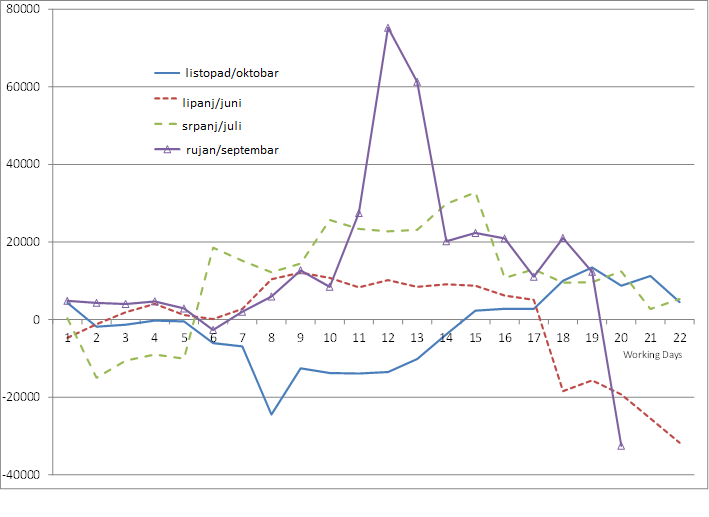 80000
60000
40000
20000
0
-20000
-40000
listopad/oktobar
lipanj/juni
srpanj/juli
rujan/septembar
1 2 3 4 5 6 7 8 9 10 11 12 13 14 15 16 17 18 19 20 21 22
Working Days